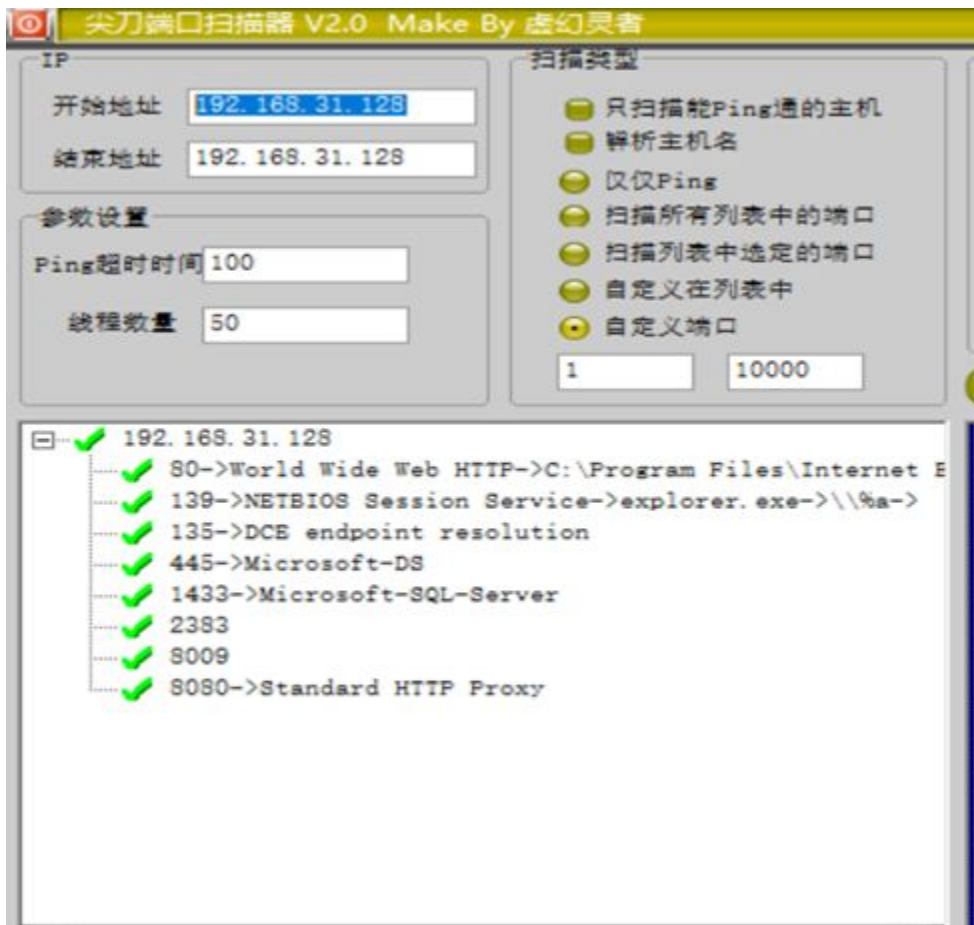 尖刀端口扫描器 V2.0 Make By 虚幻灵者
IP
开始地址 192.168.31.128
结束地址 192.168.31.128
参数设置
Ping超时时间 100
线程数量 50
扫描类型
只扫描能Ping通的主机
解析主机名
仅仅Ping
扫描所有列表中的端口
扫描列表中选定的端口
自定义在列表中
自定义端口
1 10000
192.168.31.128
80->World Wide Web HTTP->C:\Program Files\Internet E
139->NETBIOS Session Service->explorer.exe->\\%a->
135->DCE endpoint resolution
445->Microsoft-DS
1433->Microsoft-SQL-Server
2383
8009
8080->Standard HTTP Proxy